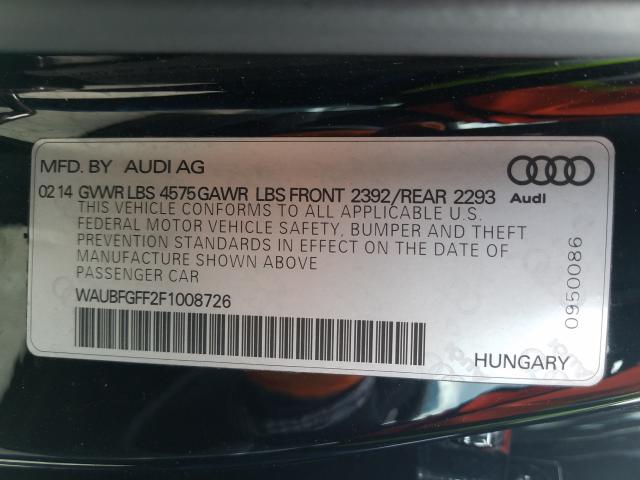 MFD. BY AUDI AG
02 14 GVWR LBS 4575 GAWR LBS FRONT 2392/REAR 2293
Audi
THIS VEHICLE CONFORMS TO ALL APPLICABLE U.S.
FEDERAL MOTOR VEHICLE SAFETY, BUMPER AND THEFT
PREVENTION STANDARDS IN EFFECT ON THE DATE OF
MANUFACTURE SHOWN ABOVE
PASSENGER CAR
WAUBFGFF2F1008726
HUNGARY
0950086